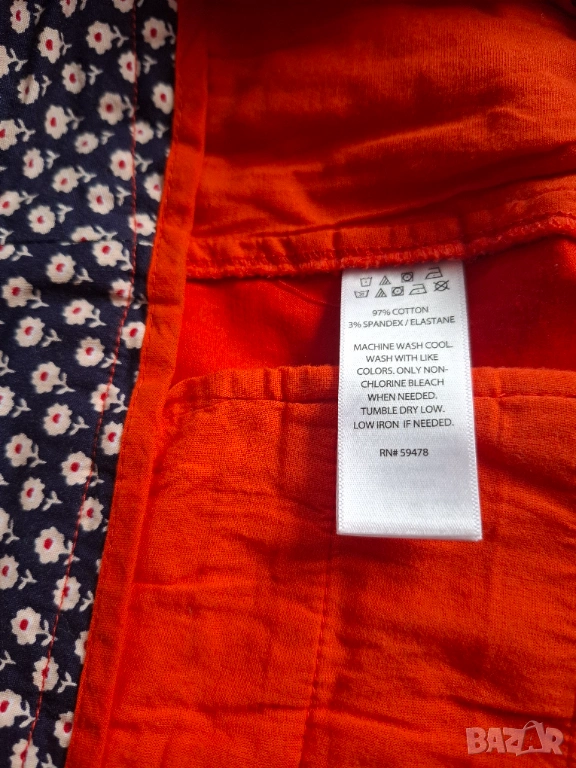 97% COTTON
3% SPANDEX / ELASTANE
MACHINE WASH COOL.
WASH WITH LIKE
COLORS. ONLY NON-
CHLORINE BLEACH
WHEN NEEDED.
TUMBLE DRY LOW.
LOW IRON IF NEEDED.
RN# 59478
BAZAR